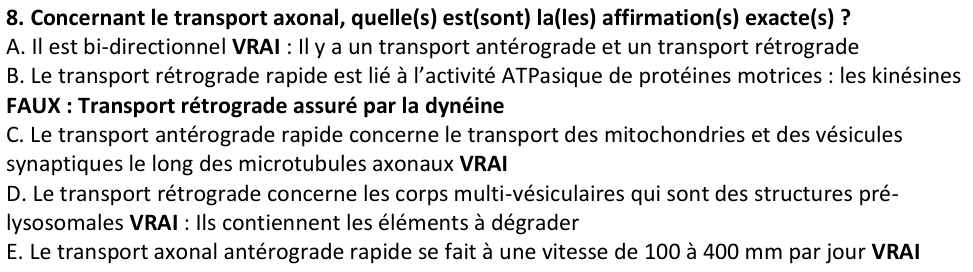 8. Concernant le transport axonal, quelle(s) est(sont) la(les) affirmation(s) exacte(s) ?
A. Il est bi-directionnel VRAI : Il y a un transport antérograde et un transport rétrograde
B. Le transport rétrograde rapide est lié à l'activité ATPasique de protéines motrices : les kinésines
FAUX : Transport rétrograde assuré par la dynéine
C. Le transport antérograde rapide concerne le transport des mitochondries et des vésicules
synaptiques le long des microtubules axonaux VRAI
D. Le transport rétrograde concerne les corps multi-vésiculaires qui sont des structures pré-
lysosomales VRAI : Ils contiennent les éléments à dégrader
E. Le transport axonal antérograde rapide se fait à une vitesse de 100 à 400 mm par jour VRAI